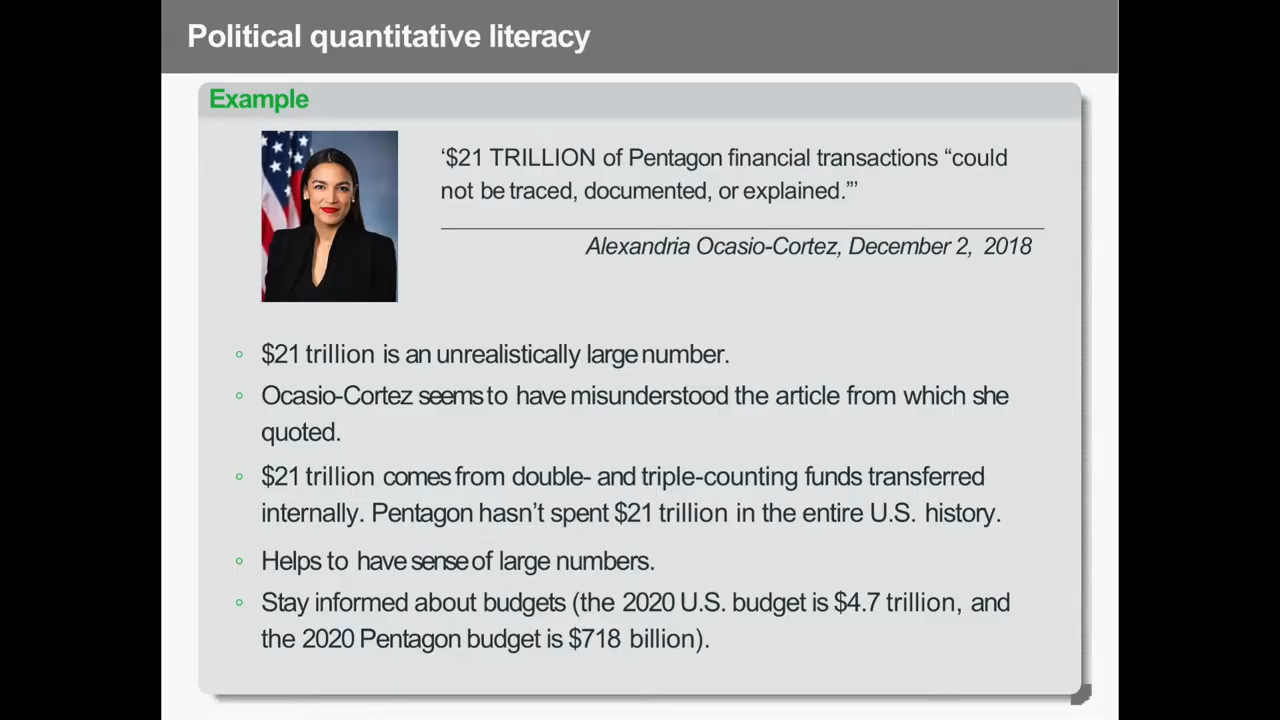 Political quantitative literacy
Example
‘$21 TRILLION of Pentagon financial transactions “could
not be traced, documented, or explained.”’
Alexandria Ocasio-Cortez, December 2, 2018
◦ $21 trillion is an unrealistically large number.
◦ Ocasio-Cortez seems to have misunderstood the article from which she
quoted.
◦ $21 trillion comes from double- and triple-counting funds transferred
internally. Pentagon hasn’t spent $21 trillion in the entire U.S. history.
◦ Helps to have sense of large numbers.
◦ Stay informed about budgets (the 2020 U.S. budget is $4.7 trillion, and
the 2020 Pentagon budget is $718 billion).